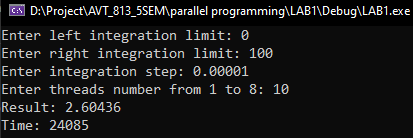 D:\Project\AVT_813_5SEM\parallel programming\LAB1\Debug\LAB1.exe
Enter left integration limit: 0
Enter right integration limit: 100
Enter integration step: 0.00001
Enter threads number from 1 to 8: 10
Result: 2.60436
Time: 24085